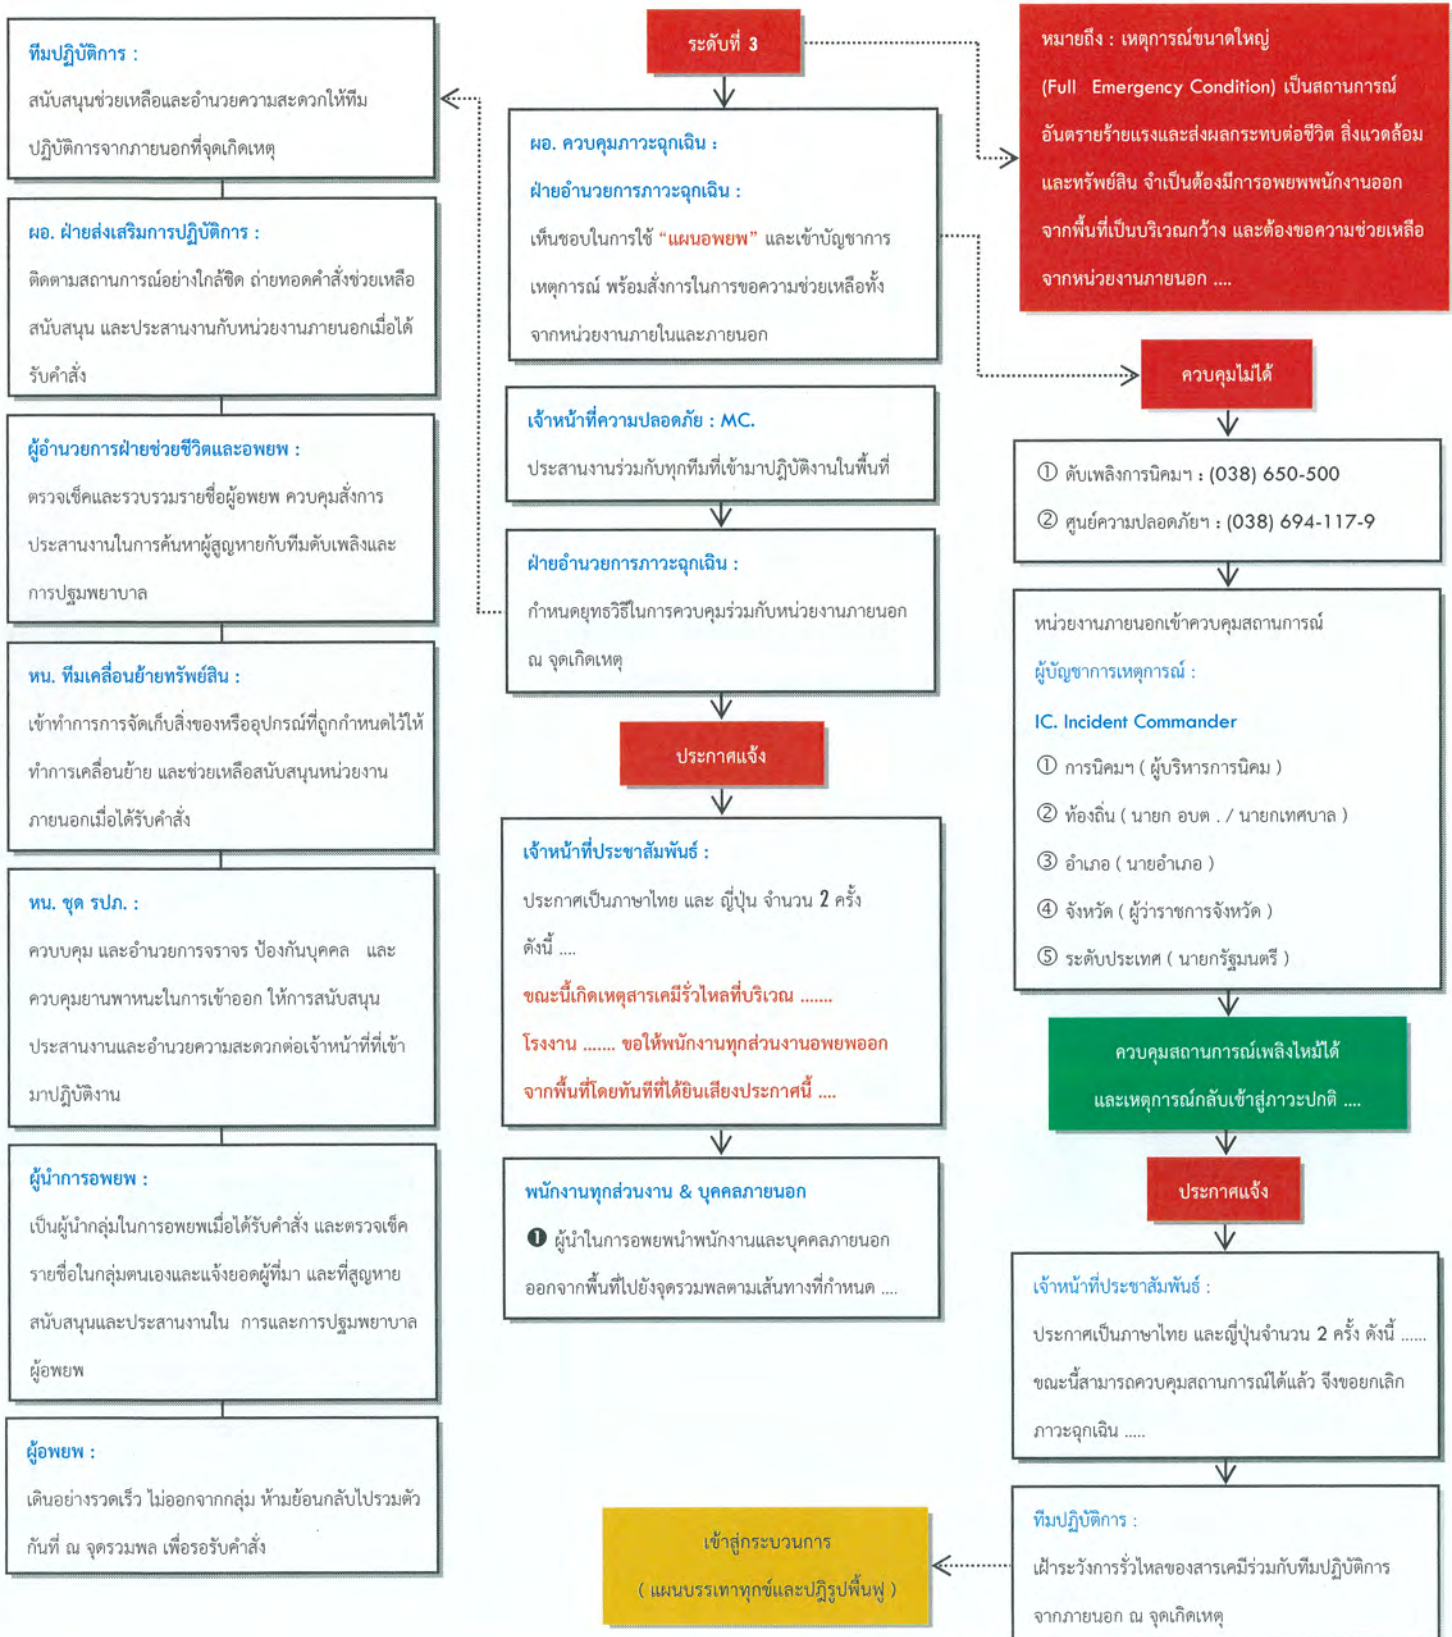 ทีมปฏิบัติการ :
สนับสนุนช่วยเหลือและอำนวยความสะดวกให้ทีม
ปฏิบัติการจากภายนอกที่จุดเกิดเหตุ
ผอ. ฝ่ายส่งเสริมการปฏิบัติการ :
ติดตามสถานการณ์อย่างใกล้ชิด ถ่ายทอดคำสั่งช่วยเหลือ
สนับสนุน และประสานงานกับหน่วยงานภายนอกเมื่อได้
รับคำสั่ง
ผู้อำนวยการฝ่ายช่วยชีวิตและอพยพ :
ตรวจเช็คและรวบรวมรายชื่อผู้อพยพ ควบคุมสั่งการ
ประสานงานในการค้นหาผู้สูญหายกับทีมดับเพลิงและ
การปฐมพยาบาล
หน. ทีมเคลื่อนย้ายทรัพย์สิน :
เข้าทำการการจัดเก็บสิ่งของหรืออุปกรณ์ที่ถูกกำหนดไว้ให้
ทำการเคลื่อนย้าย และช่วยเหลือสนับสนุนหน่วยงาน
ภายนอกเมื่อได้รับคำสั่ง
หน. ชุด รปภ. :
ควบบคุม และอำนวยการจราจร ป้องกันบุคคล และ
ควบคุมยานพาหนะในการเข้าออก ให้การสนับสนุน
ประสานงานและอำนวยความสะดวกต่อเจ้าหน้าที่ที่เข้า
มาปฎิบัติงาน
ผู้นำการอพยพ :
เป็นผู้นำกลุ่มในการอพยพเมื่อได้รับคำสั่ง และตรวจเช็ค
รายชื่อในกลุ่มตนเองและแจ้งยอดผู้ที่มา และที่สูญหาย
สนับสนุนและประสานงานใน การและการปฐมพยาบาล
ผู้อพยพ
ผู้อพยพ :
เดินอย่างรวดเร็ว ไม่ออกจากกลุ่ม ห้ามย้อนกลับไปรวมตัว
กันที่ ณ จุดรวมพล เพื่อรอรับคำสั่ง
ระดับที่ 3
ผอ. ควบคุมภาวะฉุกเฉิน :
ฝ่ายอำนวยการภาวะฉุกเฉิน :
เห็นชอบในการใช้ “แผนอพยพ” และเข้าบัญชาการ
เหตุการณ์ พร้อมสั่งการในการขอความช่วยเหลือทั้ง
จากหน่วยงานภายในและภายนอก
เจ้าหน้าที่ความปลอดภัย : MC.
ประสานงานร่วมกับทุกทีมที่เข้ามาปฎิบัติงานในพื้นที่
ฝ่ายอำนวยการภาวะฉุกเฉิน :
กำหนดยุทธวิธีในการควบคุมร่วมกับหน่วยงานภายนอก
ณ จุดเกิดเหตุ
ประกาศแจ้ง
เจ้าหน้าที่ประชาสัมพันธ์ :
ประกาศเป็นภาษาไทย และ ญี่ปุ่น จำนวน 2 ครั้ง
ดังนี้ ....
ขณะนี้เกิดเหตุสารเคมีรั่วไหลที่บริเวณ .......
โรงงาน ....... ขอให้พนักงานทุกส่วนงานอพยพออก
จากพื้นที่โดยทันทีที่ได้ยินเสียงประกาศนี้ ....
พนักงานทุกส่วนงาน & บุคคลภายนอก
❶ ผู้นำในการอพยพนำพนักงานและบุคคลภายนอก
ออกจากพื้นที่ไปยังจุดรวมพลตามเส้นทางที่กำหนด ....
หมายถึง : เหตุการณ์ขนาดใหญ่
(Full Emergency Condition) เป็นสถานการณ์
อันตรายร้ายแรงและส่งผลกระทบต่อชีวิต สิ่งแวดล้อม
และทรัพย์สิน จำเป็นต้องมีการอพยพพนักงานออก
จากพื้นที่เป็นบริเวณกว้าง และต้องขอความช่วยเหลือ
จากหน่วยงานภายนอก ....
ควบคุมไม่ได้
① ดับเพลิงการนิคมฯ : (038) 650-500
② ศูนย์ความปลอดภัยฯ : (038) 694-117-9
หน่วยงานภายนอกเข้าควบคุมสถานการณ์
ผู้บัญชาการเหตุการณ์ :
IC. Incident Commander
① การนิคมฯ ( ผู้บริหารการนิคม )
② ท้องถิ่น ( นายก อบต . / นายกเทศบาล )
③ อำเภอ ( นายอำเภอ )
④ จังหวัด ( ผู้ว่าราชการจังหวัด )
⑤ ระดับประเทศ ( นายกรัฐมนตรี )
ควบคุมสถานการณ์เพลิงไหม้ได้
และเหตุการณ์กลับเข้าสู่ภาวะปกติ ....
ประกาศแจ้ง
เจ้าหน้าที่ประชาสัมพันธ์ :
ประกาศเป็นภาษาไทย และญี่ปุ่นจำนวน 2 ครั้ง ดังนี้ ......
ขณะนี้สามารถควบคุมสถานการณ์ได้แล้ว จึงขอยกเลิก
ภาวะฉุกเฉิน .....
ทีมปฏิบัติการ :
เฝ้าระวังการรั่วไหลของสารเคมีร่วมกับทีมปฏิบัติการ
จากภายนอก ณ จุดเกิดเหตุ
เข้าสู่กระบวนการ
( แผนบรรเทาทุกข์และปฎิรูปฟื้นฟู )